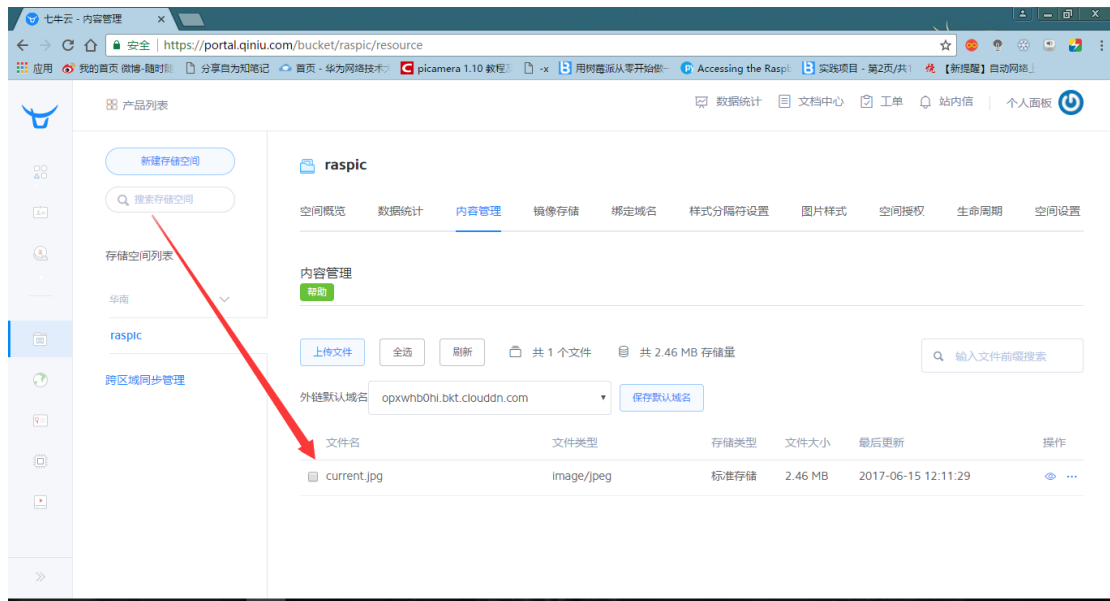 七牛云 - 内容管理
安全 | https://portal.qiniu.com/bucket/raspic/resource
应用 我的首页 微博-随时随 分享自为知笔记 首页 - 华为网络技术 picamera 1.10 教程 -x 用树莓派从零开始做一 Accessing the Raspb 实践项目 - 第2页/共1 【新提醒】自动网络
产品列表
数据统计 文档中心 工单 站内信 个人面板
新建存储空间
搜索存储空间
存储空间列表
华南
raspic
跨区域同步管理
raspic
空间概览 数据统计 内容管理 镜像存储 绑定域名 样式分隔符设置 图片样式 空间授权 生命周期 空间设置
内容管理
帮助
上传文件 全选 刷新 共 1 个文件 共 2.46 MB 存储量 输入文件前缀搜索
外链默认域名 opxwhb0hi.bkt.clouddn.com 保存默认域名
文件名 文件类型 存储类型 文件大小 最后更新 操作
current.jpg image/jpeg 标准存储 2.46 MB 2017-06-15 12:11:29